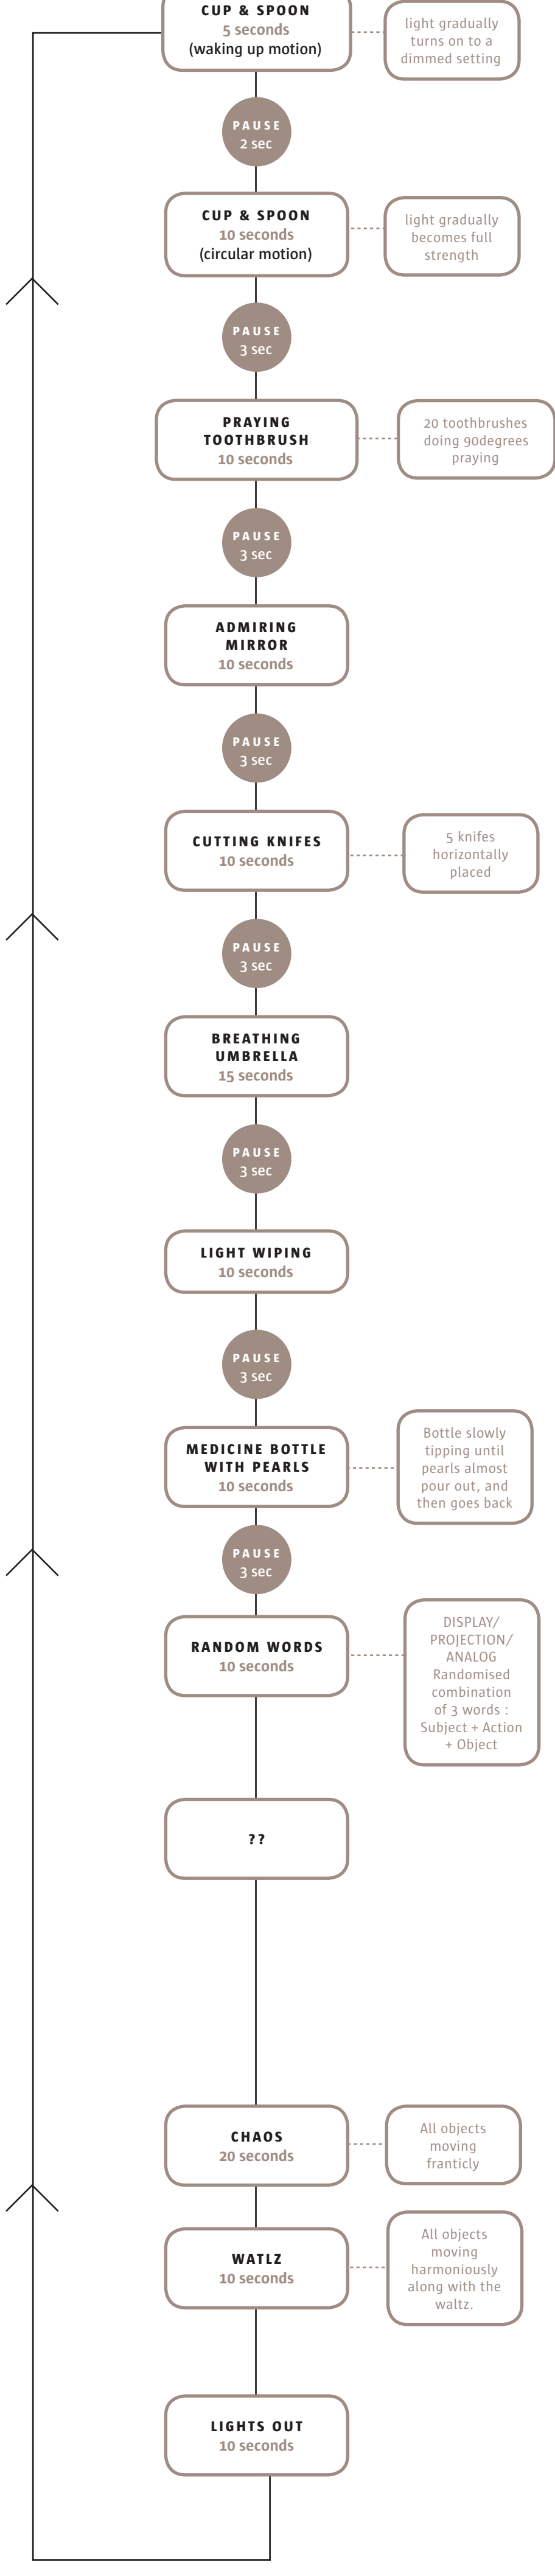 CUP & SPOON
5 seconds
(waking up motion)
light gradually
turns on to a
dimmed setting
PAUSE
2 sec
CUP & SPOON
10 seconds
(circular motion)
light gradually
becomes full
strength
PAUSE
3 sec
PRAYING
TOOTHBRUSH
10 seconds
20 toothbrushes
doing 90degrees
praying
PAUSE
3 sec
ADMIRING
MIRROR
10 seconds
PAUSE
3 sec
CUTTING KNIFES
10 seconds
5 knifes
horizontally
placed
PAUSE
3 sec
BREATHING
UMBRELLA
15 seconds
PAUSE
3 sec
LIGHT WIPING
10 seconds
PAUSE
3 sec
MEDICINE BOTTLE
WITH PEARLS
10 seconds
Bottle slowly
tipping until
pearls almost
pour out, and
then goes back
PAUSE
3 sec
RANDOM WORDS
10 seconds
DISPLAY/
PROJECTION/
ANALOG
Randomised
combination
of 3 words :
Subject + Action
+ Object
??
CHAOS
20 seconds
All objects
moving
franticly
WATLZ
10 seconds
All objects
moving
harmoniously
along with the
waltz.
LIGHTS OUT
10 seconds